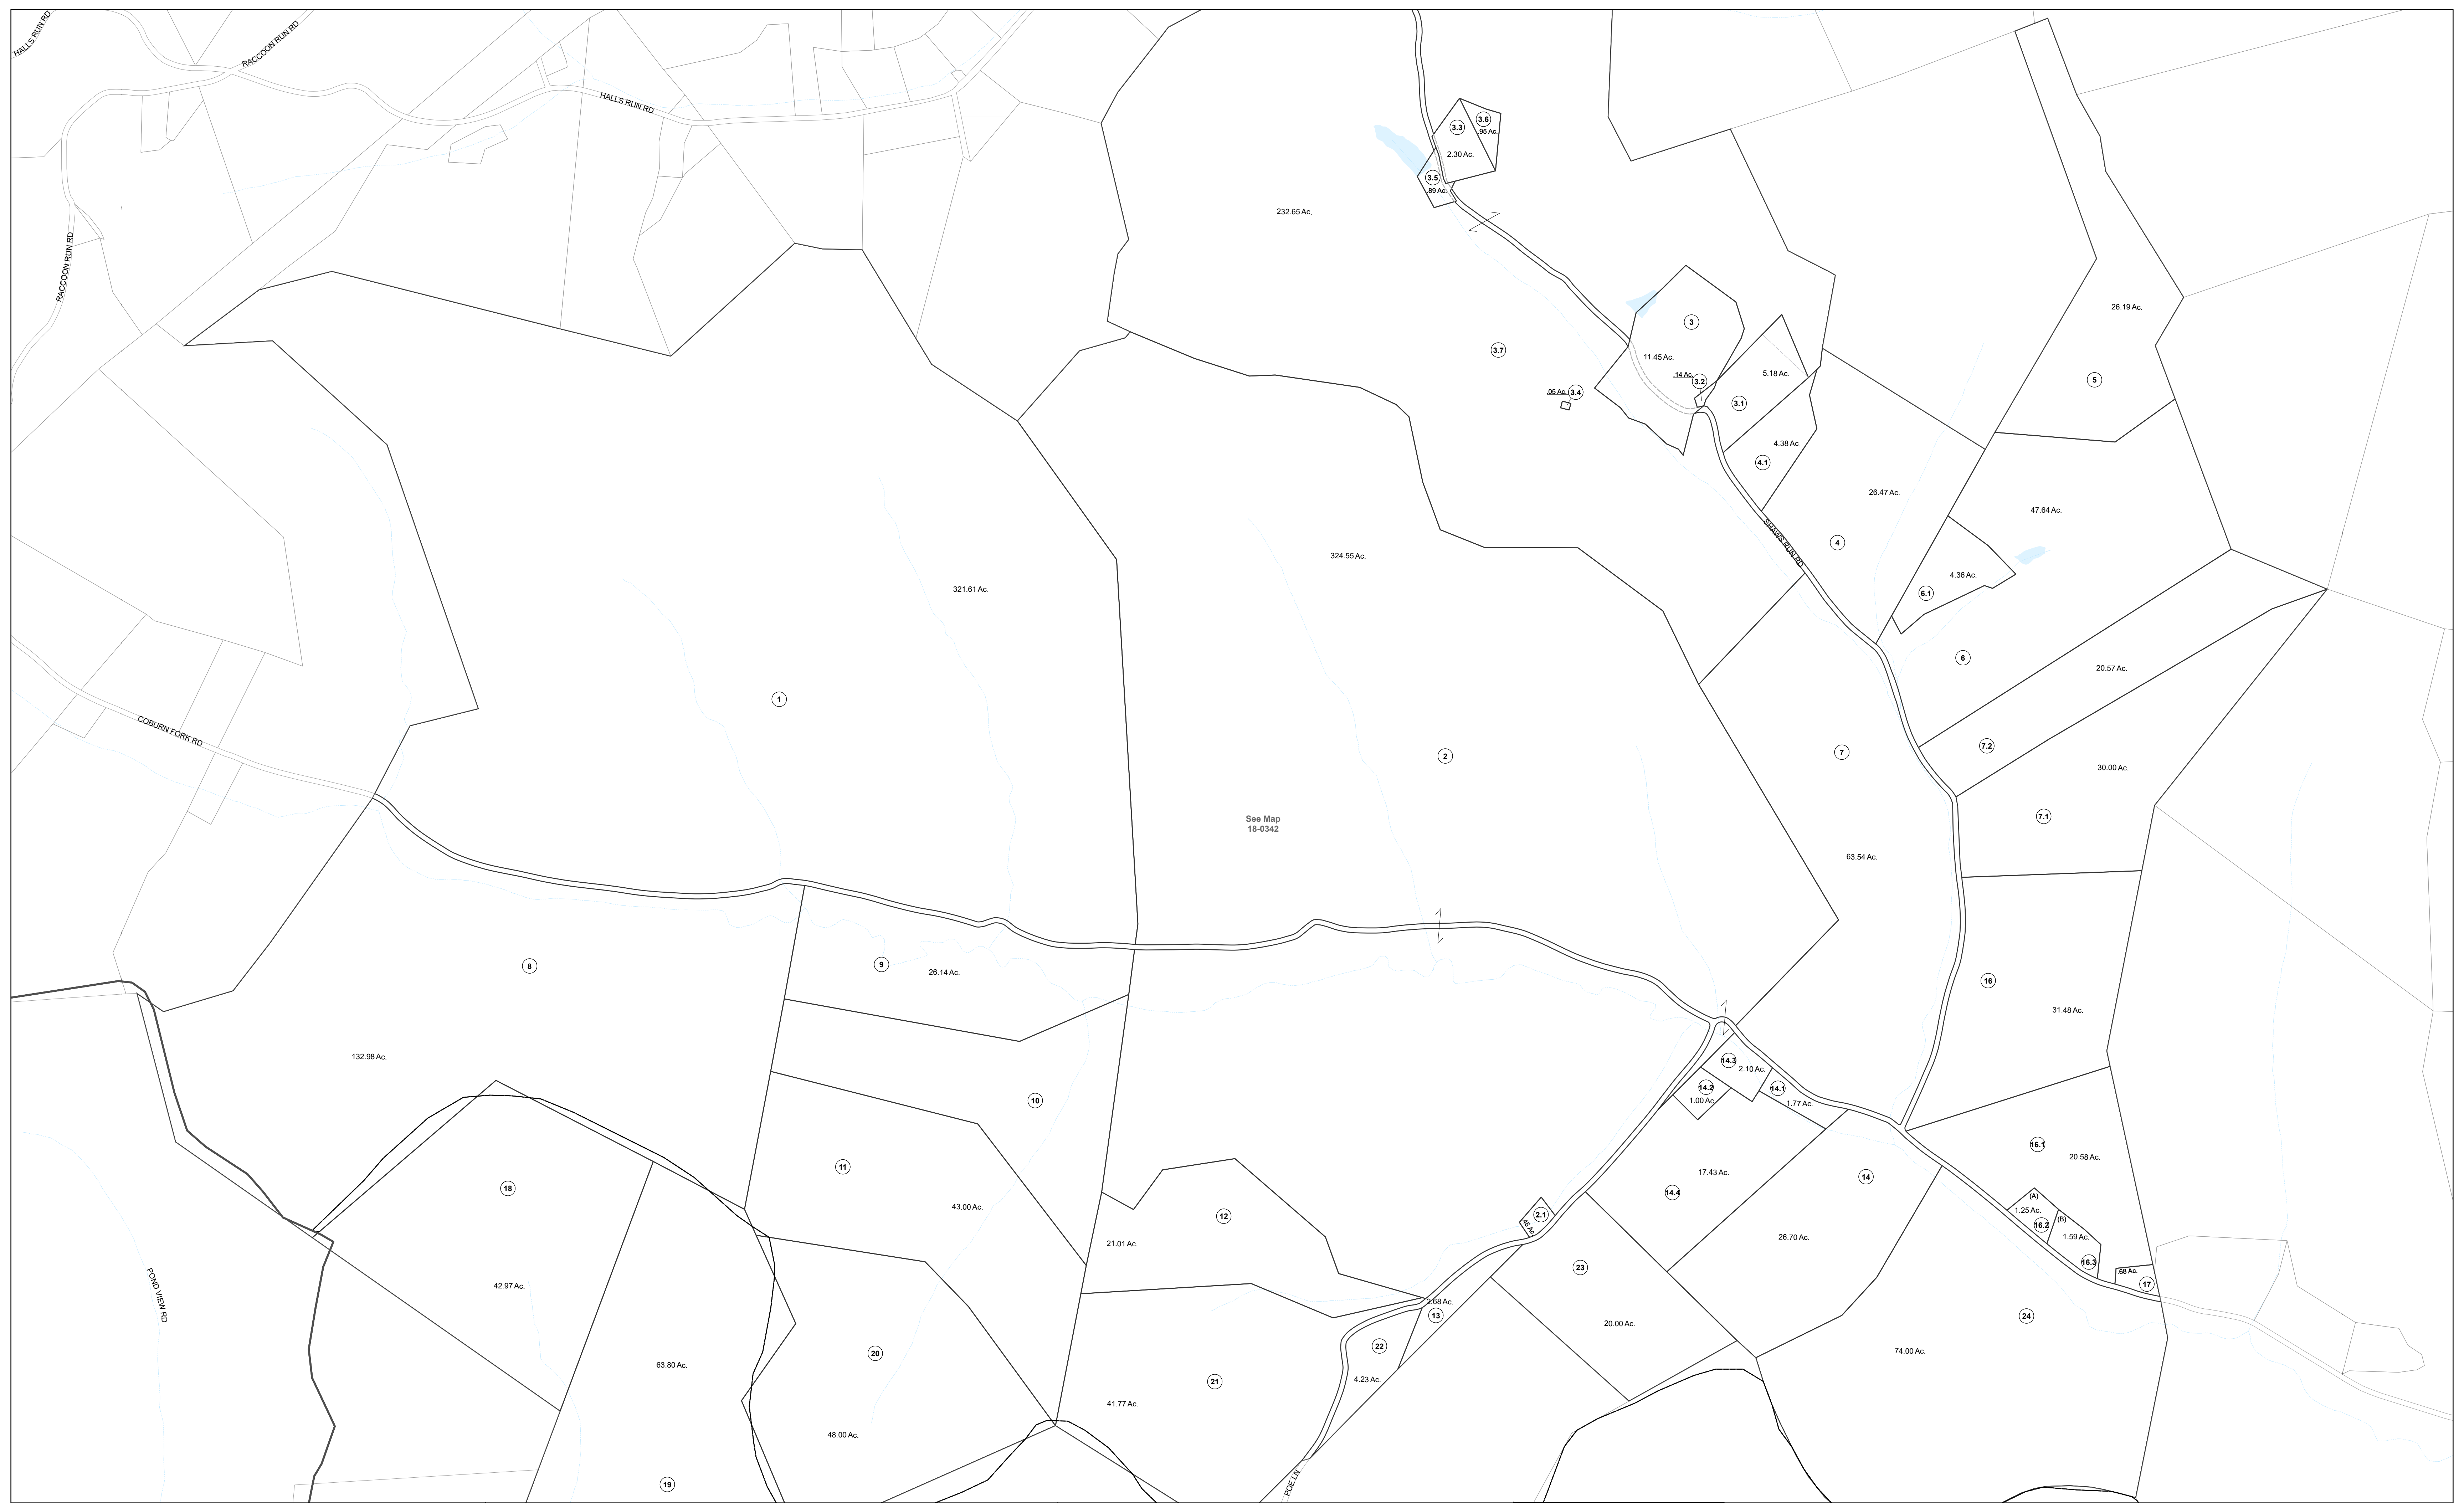 HALLS RUN RD
RACCOON RUN RD
HALLS RUN RD
RACCOON RUN RD
3.3
3.6
.95 Ac.
2.30 Ac.
3.5
.89 Ac.
232.65 Ac.
3
11.45 Ac.
3.7
.14 Ac.
3.2
5.18 Ac.
.05 Ac.
3.4
3.1
26.19 Ac.
5
4.38 Ac.
4.1
26.47 Ac.
47.64 Ac.
SHAWS RUN RD
4
324.55 Ac.
321.61 Ac.
4.36 Ac.
6.1
6
20.57 Ac.
1
COBURN FORK RD
2
7
7.2
30.00 Ac.
7.1
See Map
18-0342
63.54 Ac.
8
9
26.14 Ac.
16
31.48 Ac.
132.98 Ac.
14.3
2.10 Ac.
14.2
1.00 Ac.
14.1
1.77 Ac.
10
11
18
43.00 Ac.
12
21.01 Ac.
17.43 Ac.
14.4
14
16.1
20.58 Ac.
(A)
1.25 Ac.
16.2
(B)
1.59 Ac.
16.3
.68 Ac.
17
2.1
.45 Ac.
26.70 Ac.
23
POND VIEW RD
42.97 Ac.
2.68 Ac.
13
20.00 Ac.
24
63.80 Ac.
20
22
74.00 Ac.
4.23 Ac.
21
41.77 Ac.
48.00 Ac.
19
POE LN